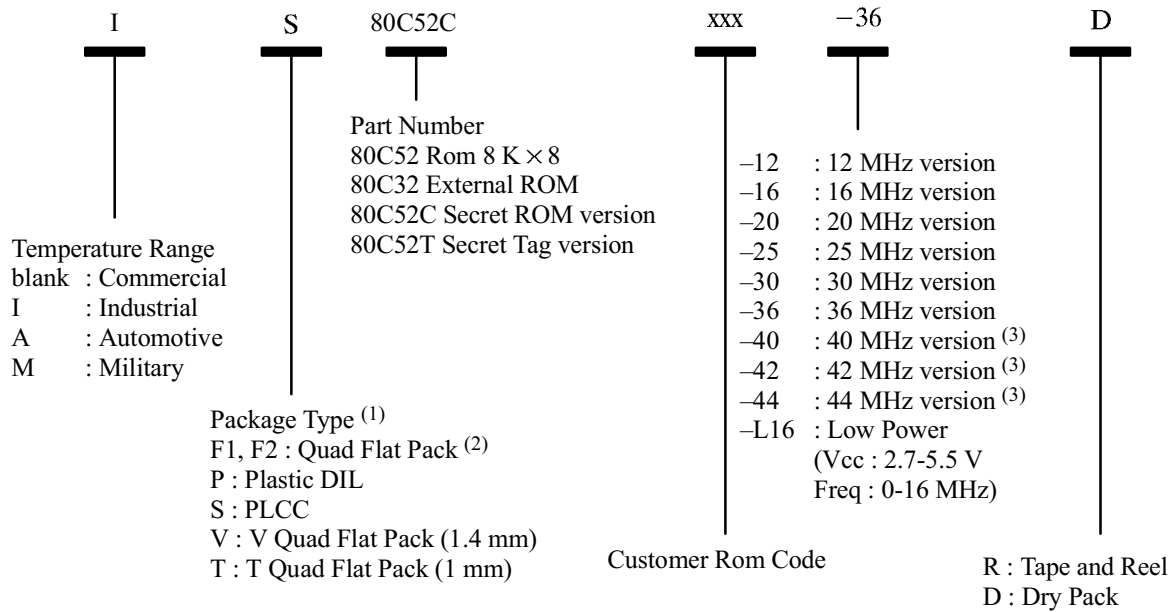 I S 80C52C xxx –36 D
Part Number
80C52 Rom 8 K × 8
80C32 External ROM
80C52C Secret ROM version
80C52T Secret Tag version
–12 : 12 MHz version
–16 : 16 MHz version
–20 : 20 MHz version
–25 : 25 MHz version
–30 : 30 MHz version
–36 : 36 MHz version
–40 : 40 MHz version (3)
–42 : 42 MHz version (3)
–44 : 44 MHz version (3)
–L16 : Low Power
(Vcc : 2.7-5.5 V
Freq : 0-16 MHz)
Temperature Range
blank : Commercial
I : Industrial
A : Automotive
M : Military
Package Type (1)
F1, F2 : Quad Flat Pack (2)
P : Plastic DIL
S : PLCC
V : V Quad Flat Pack (1.4 mm)
T : T Quad Flat Pack (1 mm)
Customer Rom Code
R : Tape and Reel
D : Dry Pack